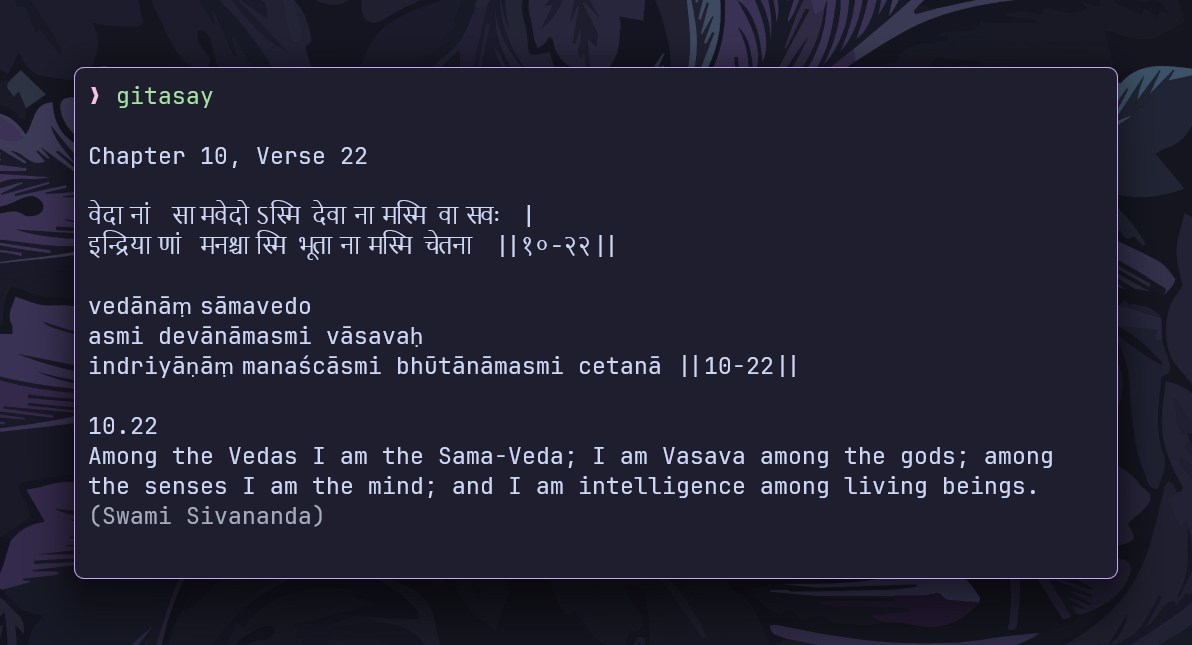 ❱ gitasay
Chapter 10, Verse 22
वेदानां सामवेदोऽस्मि देवानामस्मि वासवः |
इन्द्रियाणां मनश्चास्मि भूतानामस्मि चेतना ||१०-२२||
vedānāṃ sāmavedo
asmi devānāmasmi vāsavaḥ
indriyāṇāṃ manaścāsmi bhūtānāmasmi cetanā ||10-22||
10.22
Among the Vedas I am the Sama-Veda; I am Vasava among the gods; among
the senses I am the mind; and I am intelligence among living beings.
(Swami Sivananda)